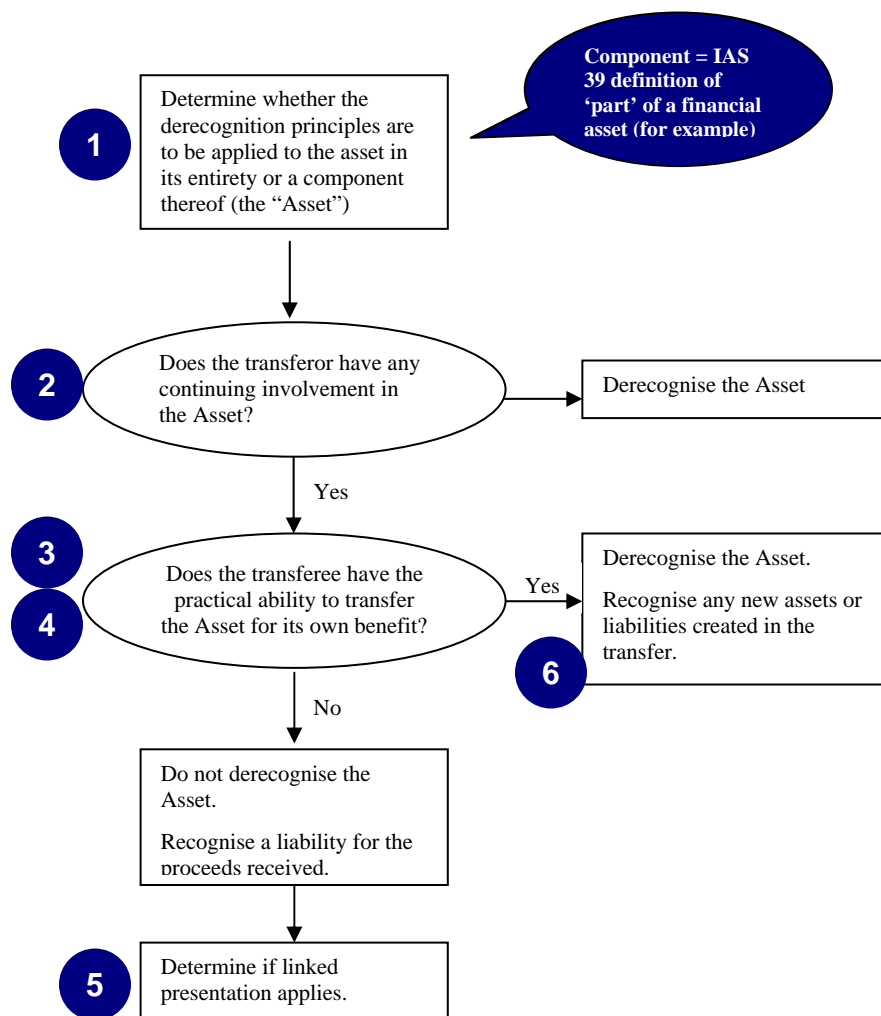 Component = IAS
39 definition of
‘part’ of a financial
asset (for example)
1
Determine whether the
derecognition principles are
to be applied to the asset in
its entirety or a component
thereof (the “Asset”)
2
Does the transferor have any
continuing involvement in
the Asset?
Derecognise the Asset
Yes
3
4
Does the transferee have the
practical ability to transfer
the Asset for its own benefit?
Yes
Derecognise the Asset.
Recognise any new assets or
liabilities created in the
transfer.
6
No
Do not derecognise the
Asset.
Recognise a liability for the
proceeds received.
5
Determine if linked
presentation applies.